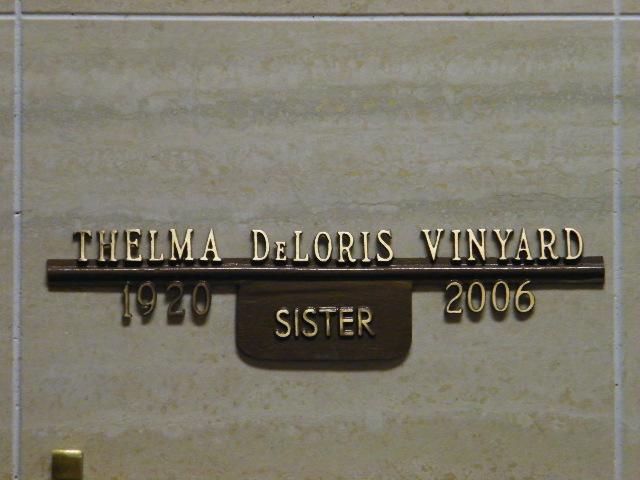 THELMA DeLORIS VINYARD
1920 2006
SISTER